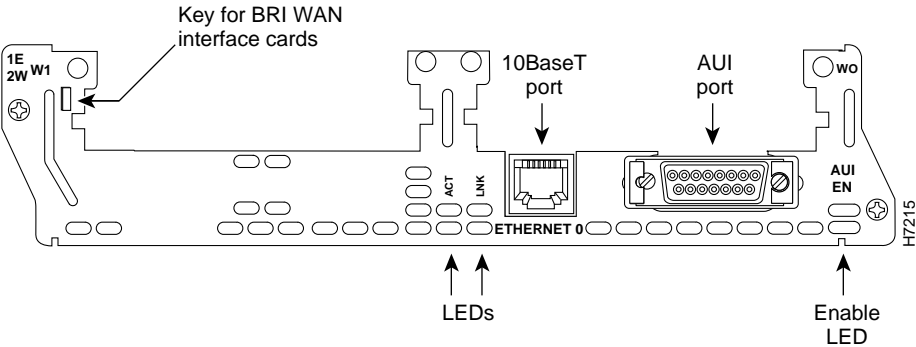 Key for BRI WAN
interface cards
1E
2W W1
10BaseT
port
AUI
port
WO
ACT
LNK
AUI
EN
ETHERNET 0
H7215
LEDs
Enable
LED